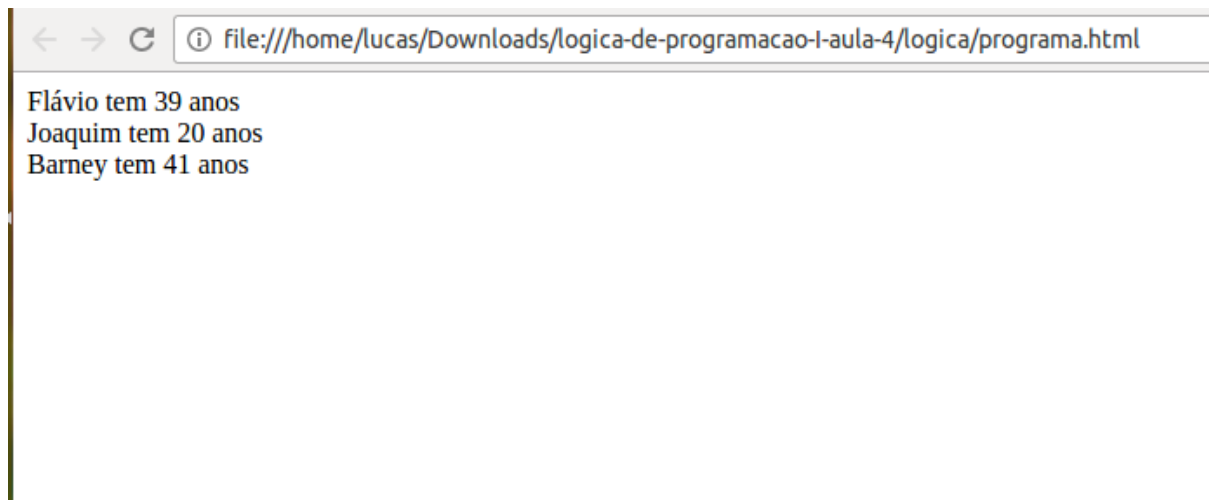 file:///home/lucas/Downloads/logica-de-programacao-I-aula-4/logica/programa.html
Flávio tem 39 anos
Joaquim tem 20 anos
Barney tem 41 anos